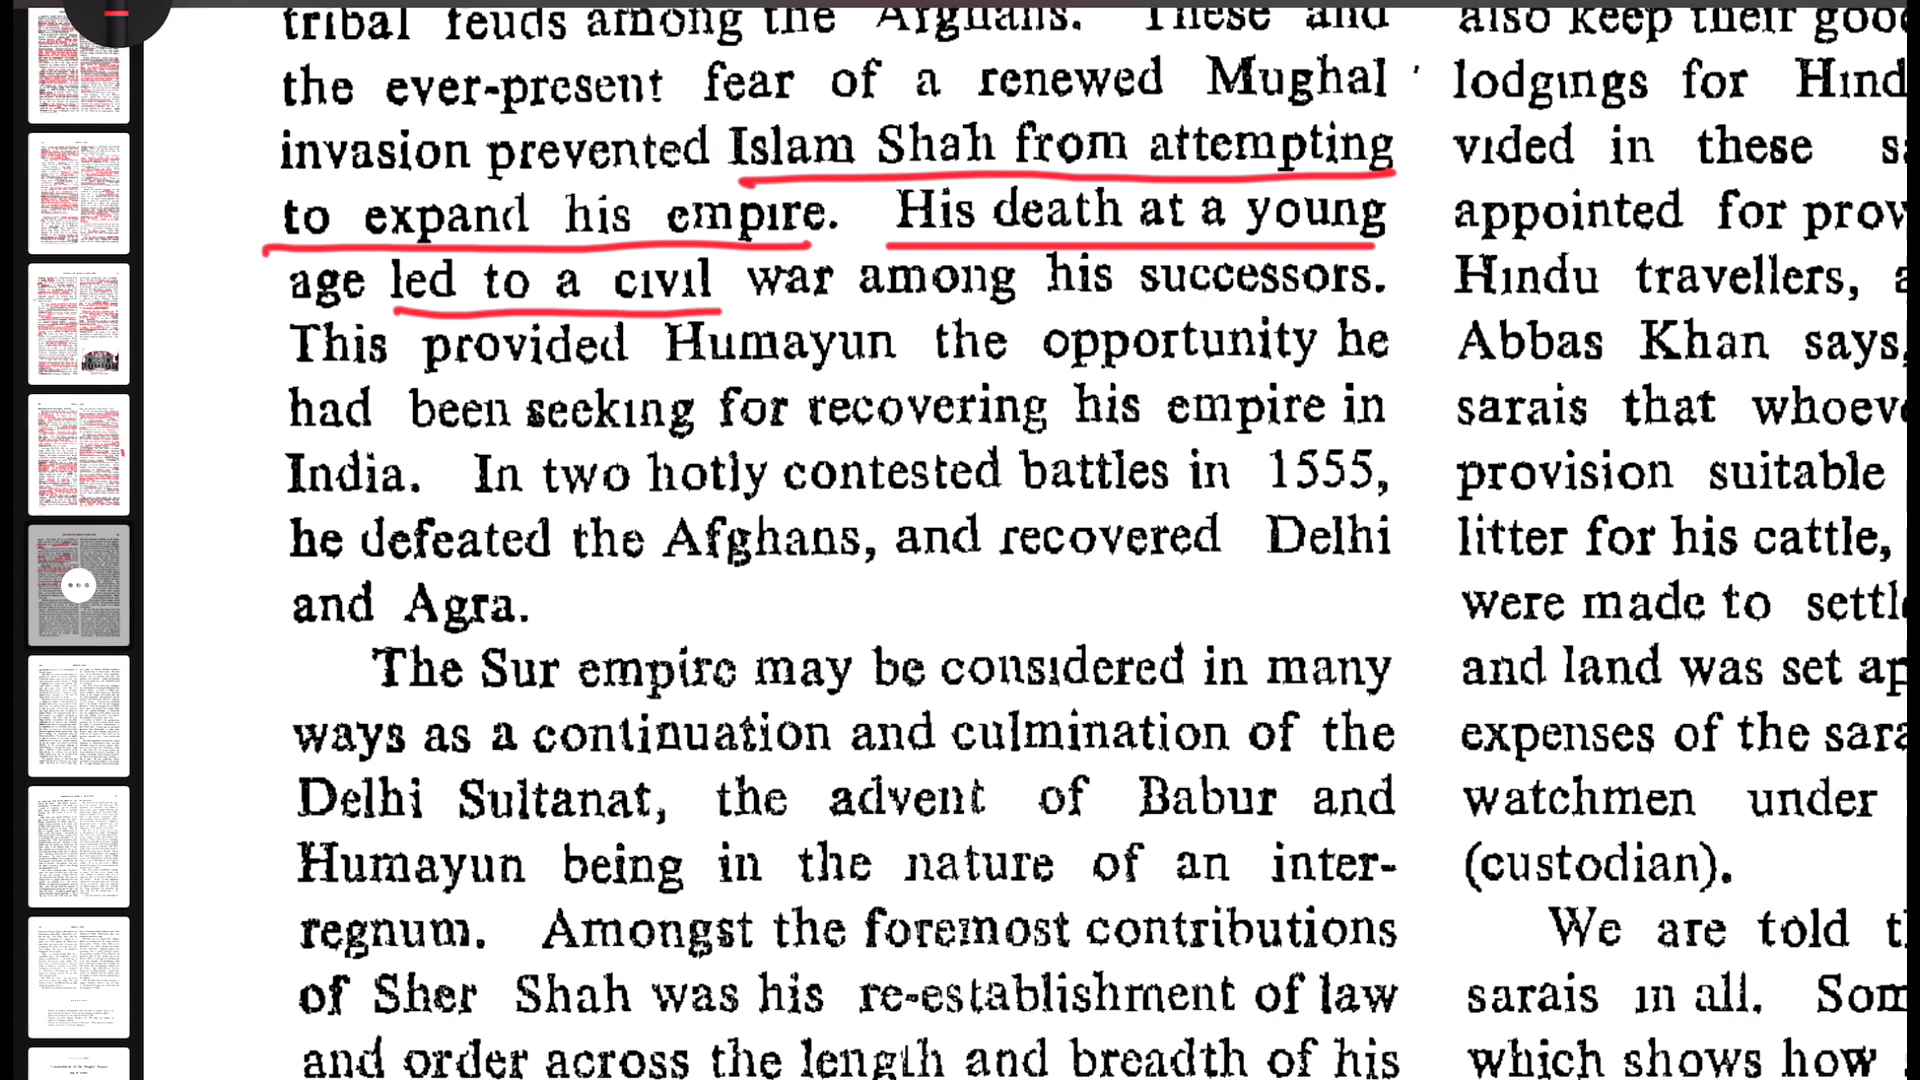 tribal feuds among the Afghans. These and
the ever-present fear of a renewed Mughal
invasion prevented Islam Shah from attempting
to expand his empire. His death at a young
age led to a civil war among his successors.
This provided Humayun the opportunity he
had been seeking for recovering his empire in
India. In two hotly contested battles in 1555,
he defeated the Afghans, and recovered Delhi
and Agra.
The Sur empire may be considered in many
ways as a continuation and culmination of the
Delhi Sultanat, the advent of Babur and
Humayun being in the nature of an inter-
regnum. Amongst the foremost contributions
of Sher Shah was his re-establishment of law
and order across the length and breadth of his
also keep their
lodgings for
vided in these
appointed for
Hindu travellers,
Abbas Khan says,
sarais that
provision suitable
litter for his cattle,
were made to
and land was set
expenses of the
watchmen under
(custodian).
We are told
sarais in all.
which shows how